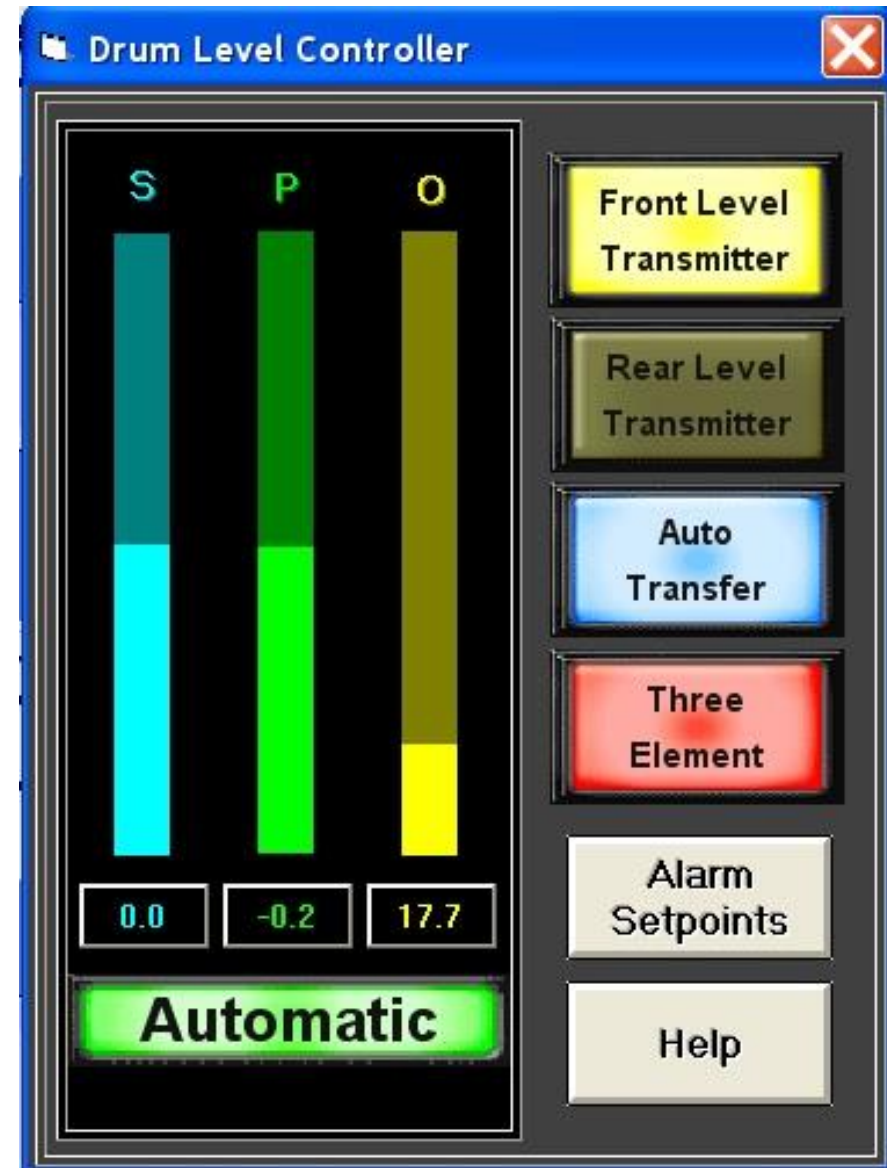 Drum Level Controller
S P O
0.0 -0.2 17.7
Automatic
Front Level
Transmitter
Rear Level
Transmitter
Auto
Transfer
Three
Element
Alarm
Setpoints
Help